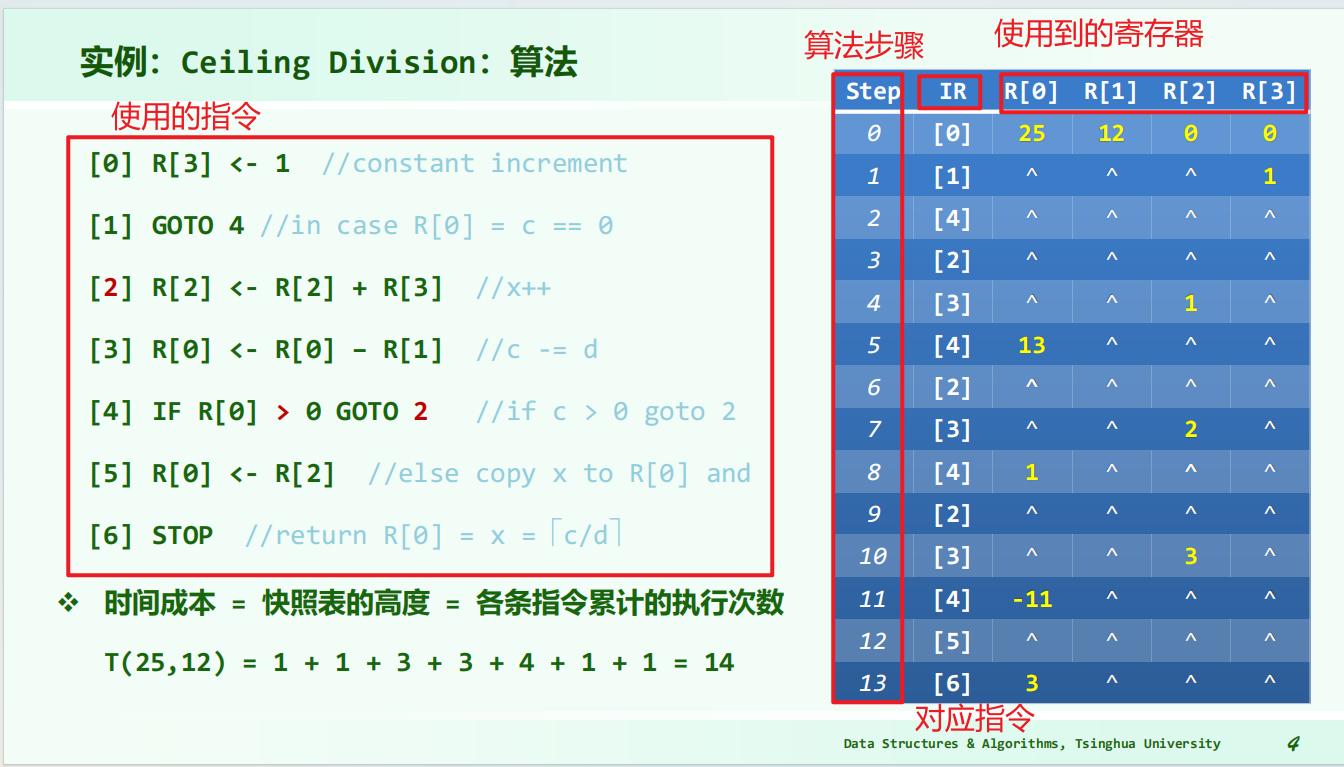 实例：Ceiling Division：算法
使用的指令
[0] R[3] <- 1 //constant increment
[1] GOTO 4 //in case R[0] = c == 0
[2] R[2] <- R[2] + R[3] //x++
[3] R[0] <- R[0] – R[1] //c -= d
[4] IF R[0] > 0 GOTO 2 //if c > 0 goto 2
[5] R[0] <- R[2] //else copy x to R[0] and
[6] STOP //return R[0] = x = ⌈c/d⌉
❖ 时间成本 = 快照表的高度 = 各条指令累计的执行次数
T(25,12) = 1 + 1 + 3 + 3 + 4 + 1 + 1 = 14
算法步骤
使用到的寄存器
Step IR R[0] R[1] R[2] R[3]
0 [0] 25 12 0 0
1 [1] ^ ^ ^ 1
2 [4] ^ ^ ^ ^
3 [2] ^ ^ ^ ^
4 [3] ^ ^ 1 ^
5 [4] 13 ^ ^ ^
6 [2] ^ ^ ^ ^
7 [3] ^ ^ 2 ^
8 [4] 1 ^ ^ ^
9 [2] ^ ^ ^ ^
10 [3] ^ ^ 3 ^
11 [4] -11 ^ ^ ^
12 [5] ^ ^ ^ ^
13 [6] 3 ^ ^ ^
对应指令
Data Structures & Algorithms, Tsinghua University
4